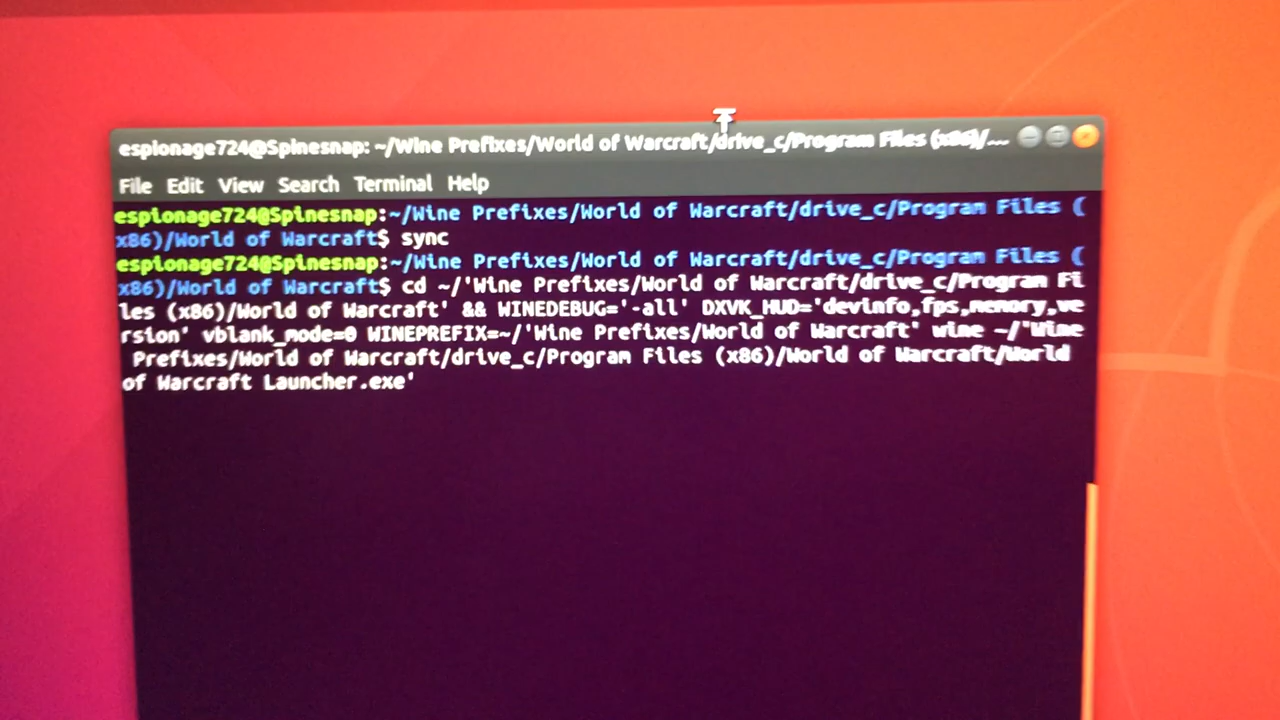 espionage724@Spinesnap: ~/Wine Prefixes/World of Warcraft/drive_c/Program Files (x86)/...
File Edit View Search Terminal Help
espionage724@Spinesnap:~/Wine Prefixes/World of Warcraft/drive_c/Program Files (
x86)/World of Warcraft$ sync
espionage724@Spinesnap:~/Wine Prefixes/World of Warcraft/drive_c/Program Files (
x86)/World of Warcraft$ cd ~/'Wine Prefixes/World of Warcraft/drive_c/Program Fi
les (x86)/World of Warcraft' && WINEDEBUG='-all' DXVK_HUD='devinfo,fps,memory,ve
rsion' vblank_mode=0 WINEPREFIX=~/'Wine Prefixes/World of Warcraft' wine ~/'Wine
 Prefixes/World of Warcraft/drive_c/Program Files (x86)/World of Warcraft/World
of Warcraft Launcher.exe'